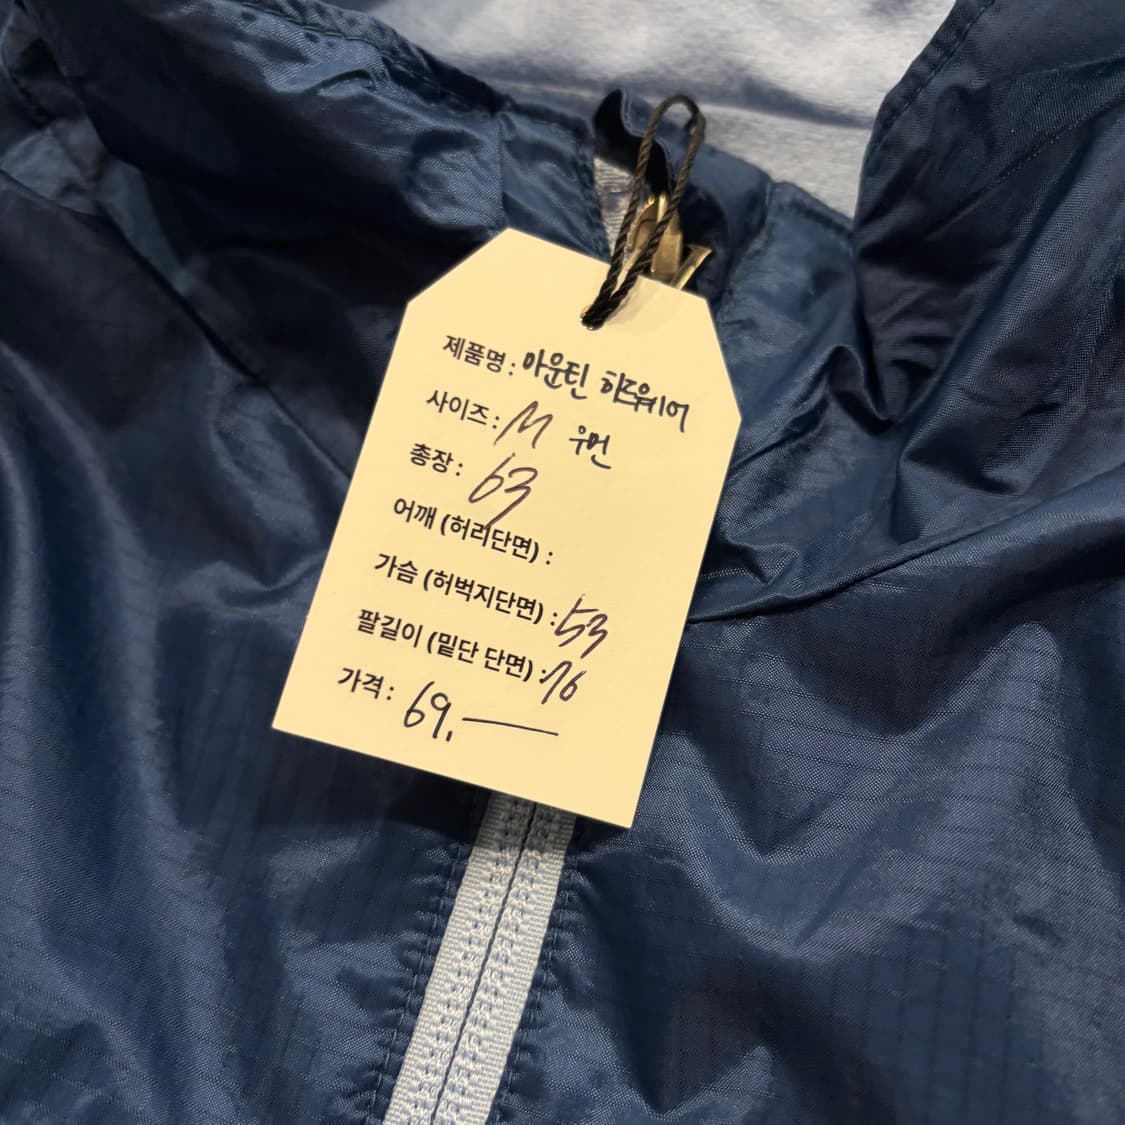 제품명 : 마운틴 하드웨어
사이즈 : M 우먼
총장 : 63
어깨 (허리단면) :
가슴 (허벅지단면) : 53
팔길이 (밑단 단면) : 76
가격 : 69.—